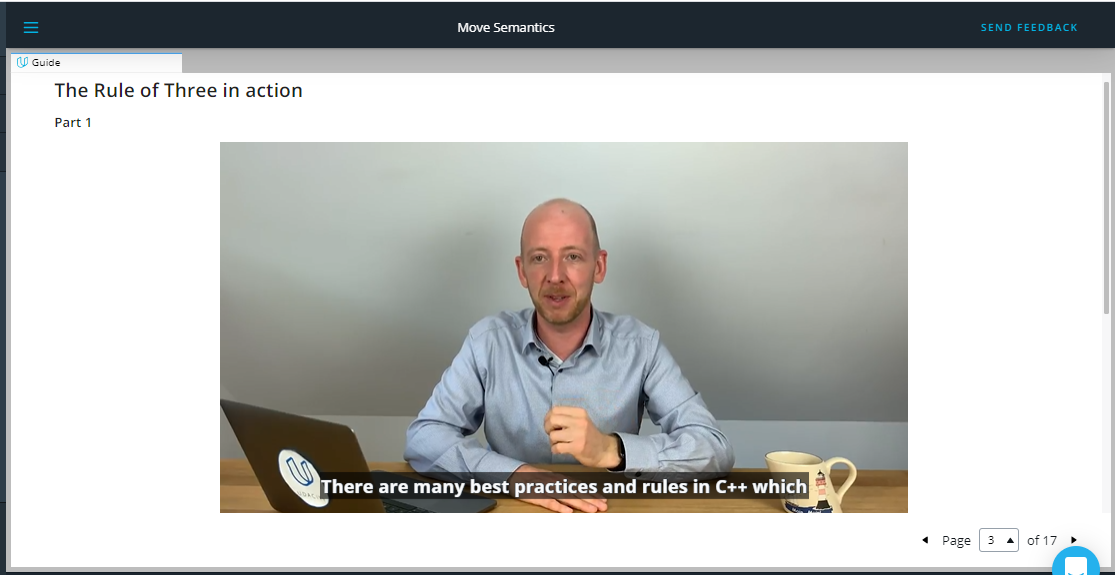 Move Semantics
SEND FEEDBACK
Guide
The Rule of Three in action
Part 1
There are many best practices and rules in C++ which
Page 3 of 17